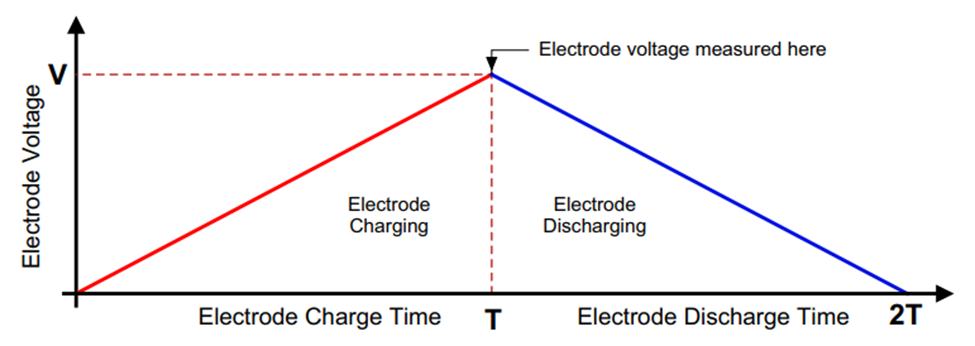 Electrode voltage measured here
V
Electrode Voltage
Electrode
Charging
Electrode
Discharging
Electrode Charge Time
T
Electrode Discharge Time
2T